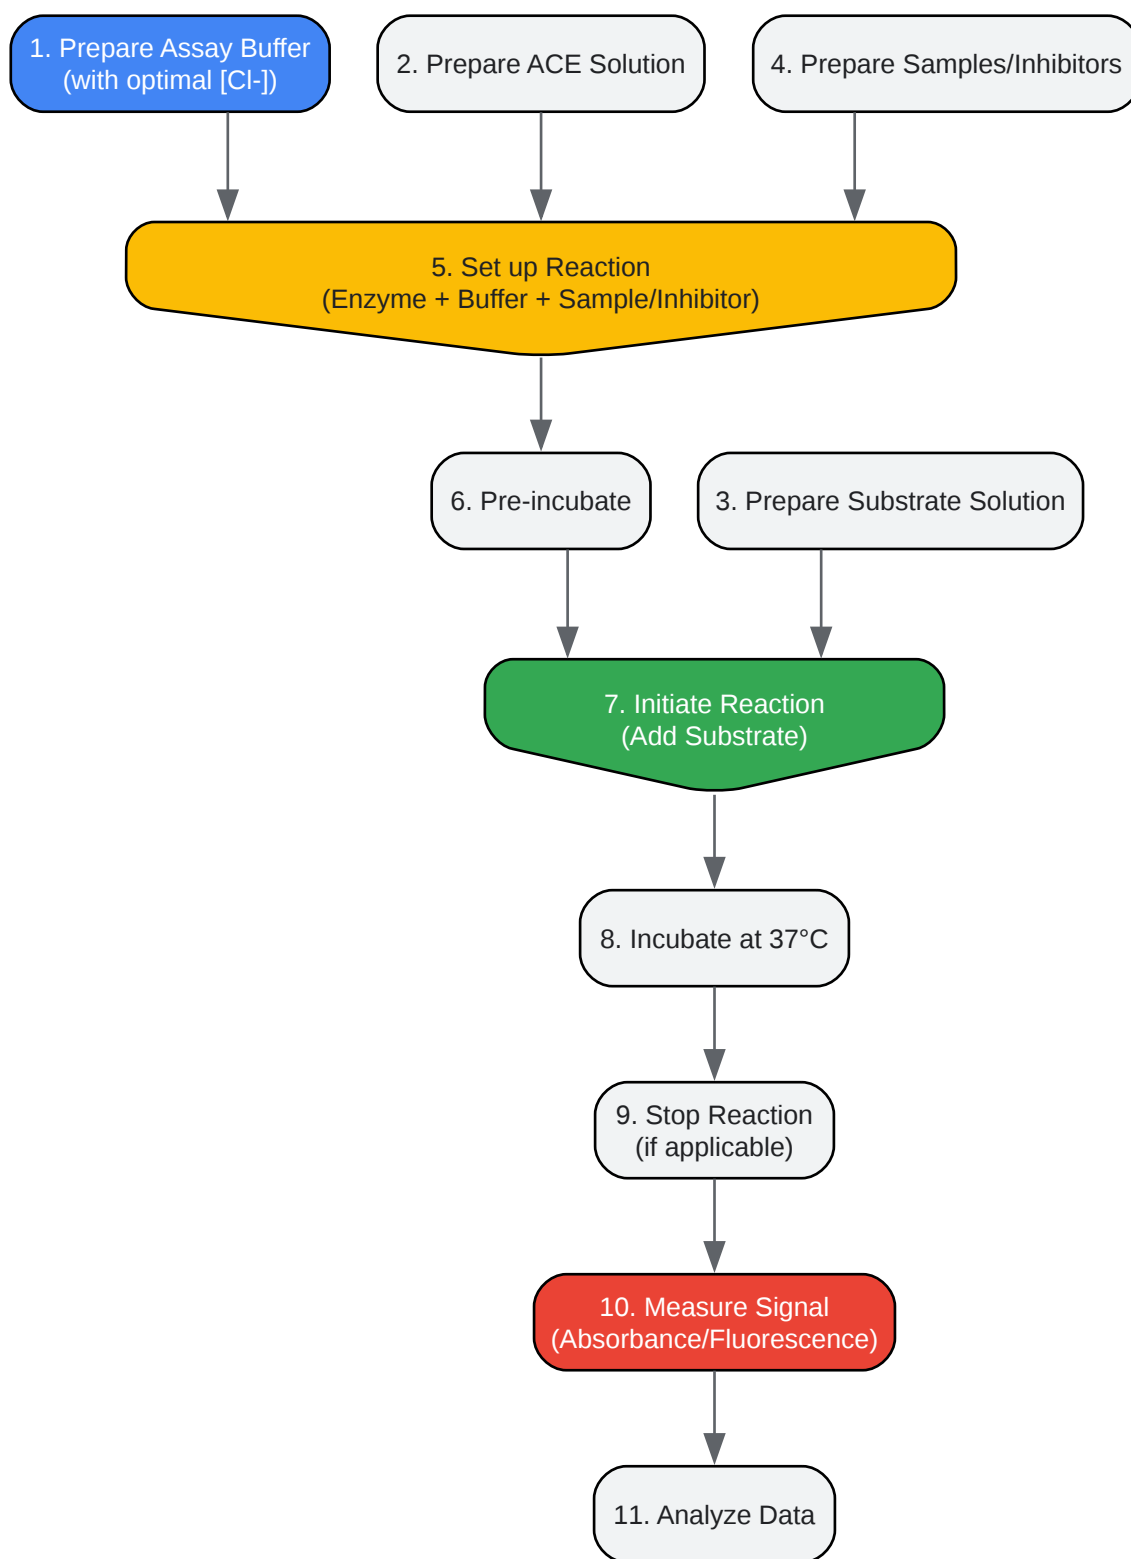 1. Prepare Assay Buffer
(with optimal [Cl-])
2. Prepare ACE Solution
4. Prepare Samples/Inhibitors
5. Set up Reaction
(Enzyme + Buffer + Sample/Inhibitor)
6. Pre-incubate
3. Prepare Substrate Solution
7. Initiate Reaction
(Add Substrate)
8. Incubate at 37°C
9. Stop Reaction
(if applicable)
10. Measure Signal
(Absorbance/Fluorescence)
11. Analyze Data